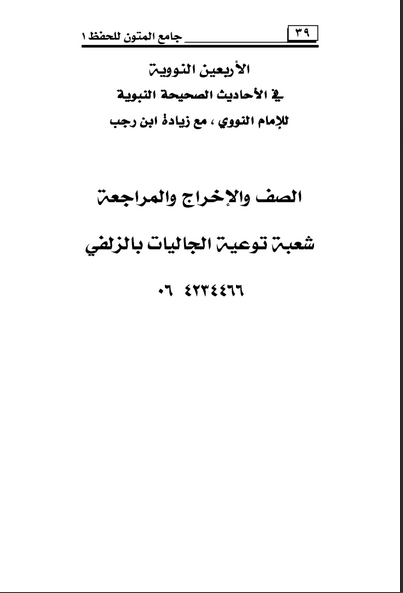 ٣٩ جامع المتون للحفظ ١
الأربعين النووية
في الأحاديث الصحيحة النبوية
للإمام النووي ، مع زيادة ابن رجب
الصف والإخراج والمراجعة
شعبة توعية الجاليات بالزلفي
٠٦ ٤٢٣٤٤٦٦